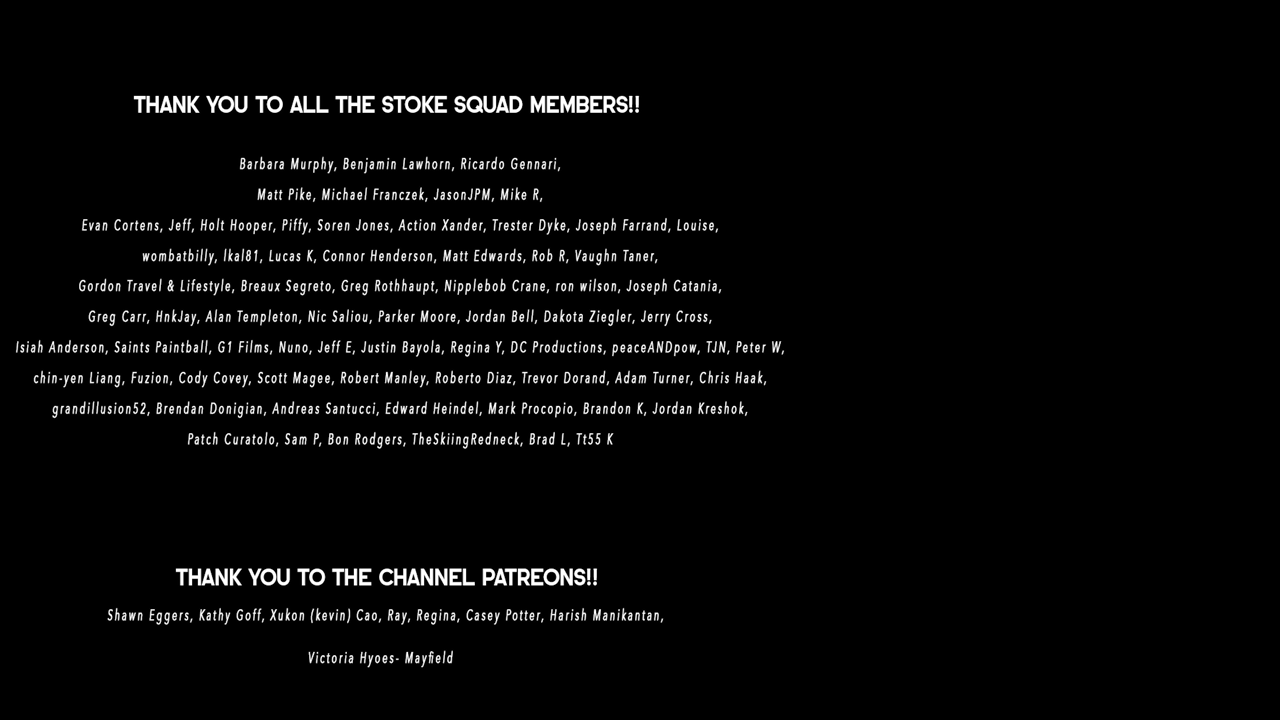 THANK YOU TO ALL THE STOKE SQUAD MEMBERS!!
Barbara Murphy, Benjamin Lawhorn, Ricardo Gennari,
Matt Pike, Michael Franczek, JasonJPM, Mike R,
Evan Cortens, Jeff, Holt Hooper, Piffy, Soren Jones, Action Xander, Trester Dyke, Joseph Farrand, Louise,
wombatbilly, lkal81, Lucas K, Connor Henderson, Matt Edwards, Rob R, Vaughn Taner,
Gordon Travel & Lifestyle, Breaux Segreto, Greg Rothhaupt, Nipplebob Crane, ron wilson, Joseph Catania,
Greg Carr, HnkJay, Alan Templeton, Nic Saliou, Parker Moore, Jordan Bell, Dakota Ziegler, Jerry Cross,
Isiah Anderson, Saints Paintball, G1 Films, Nuno, Jeff E, Justin Bayola, Regina Y, DC Productions, peaceANDpow, TJN, Peter W,
chin-yen Liang, Fuzion, Cody Covey, Scott Magee, Robert Manley, Roberto Diaz, Trevor Dorand, Adam Turner, Chris Haak,
grandillusion52, Brendan Donigian, Andreas Santucci, Edward Heindel, Mark Procopio, Brandon K, Jordan Kreshok,
Patch Curatolo, Sam P, Bon Rodgers, TheSkiingRedneck, Brad L, Tt55 K
THANK YOU TO THE CHANNEL PATREONS!!
Shawn Eggers, Kathy Goff, Xukon (kevin) Cao, Ray, Regina, Casey Potter, Harish Manikantan,
Victoria Hyoes- Mayfield